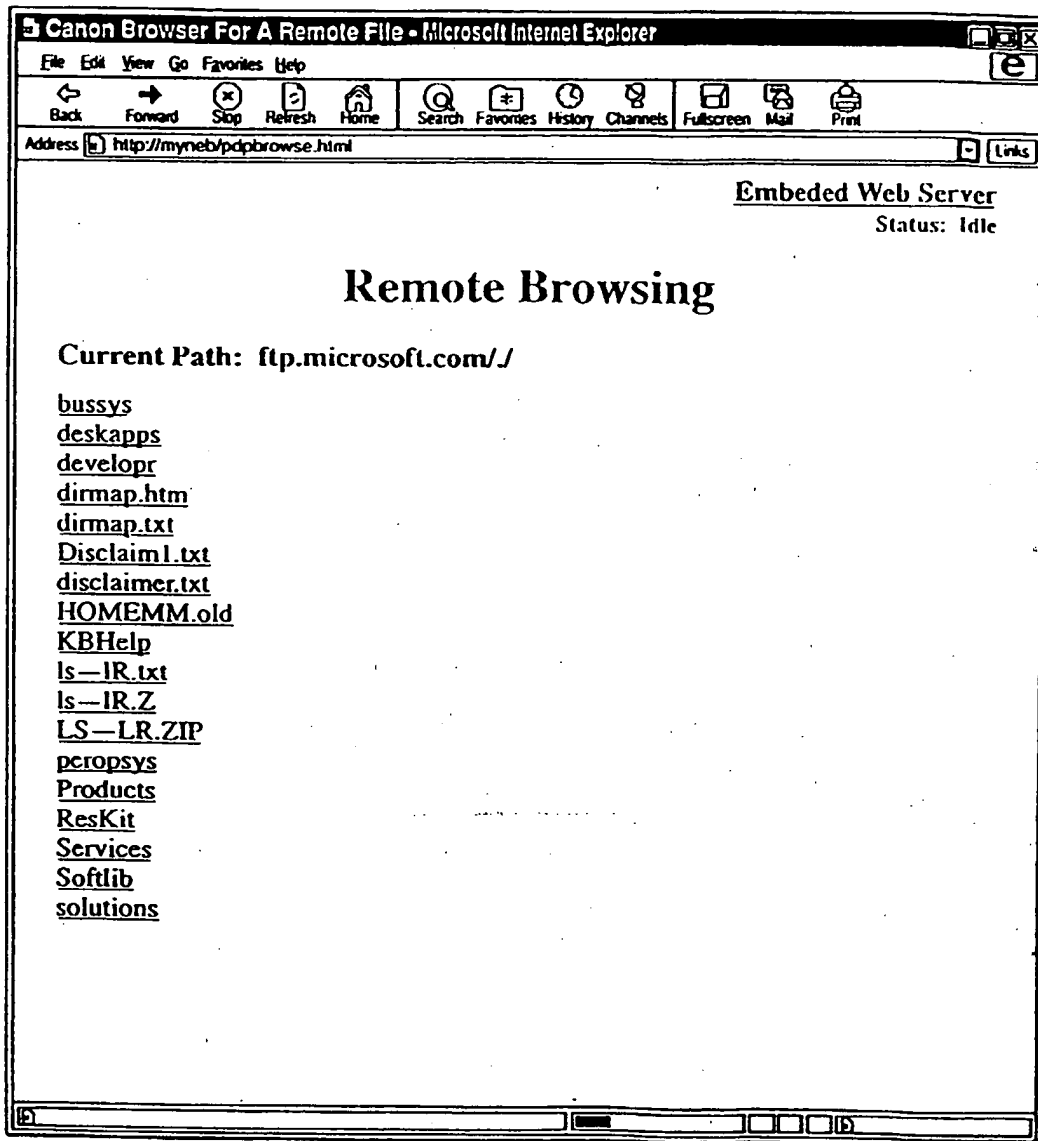 Canon Browser For A Remote File - Microsoft Internet Explorer
File Edit View Go Favorites Help
Back Forward Stop Refresh Home Search Favorites History Channels Fullscreen Mail Print
Address http://myneb/pdpbrowse.html Links
Embeded Web Server
Status: Idle
Remote Browsing
Current Path: ftp.microsoft.com/./
bussys
deskapps
developr
dirmap.htm
dirmap.txt
Disclaim1.txt
disclaimer.txt
HOMEMM.old
KBHelp
ls—lR.txt
ls—lR.Z
LS—LR.ZIP
peropsys
Products
ResKit
Services
Softlib
solutions